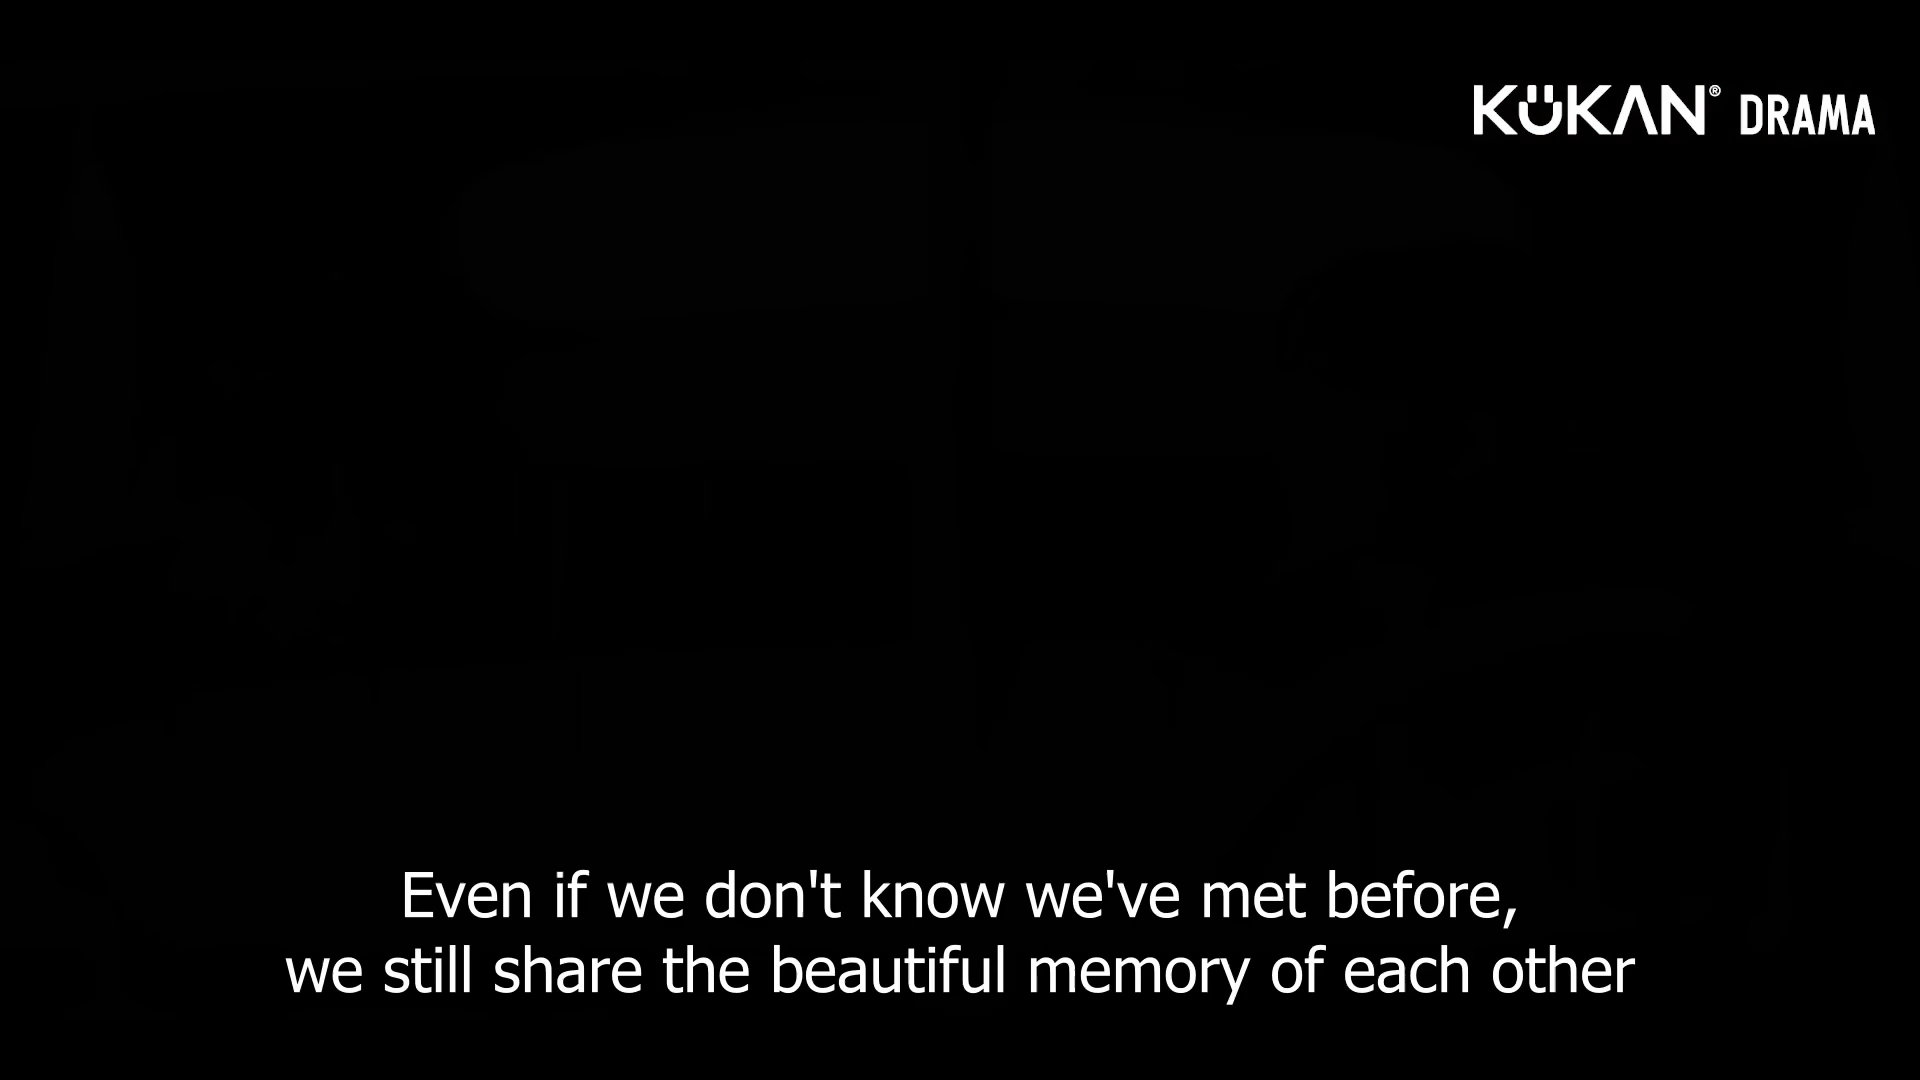 KÜKAN® DRAMA
Even if we don't know we've met before,
we still share the beautiful memory of each other